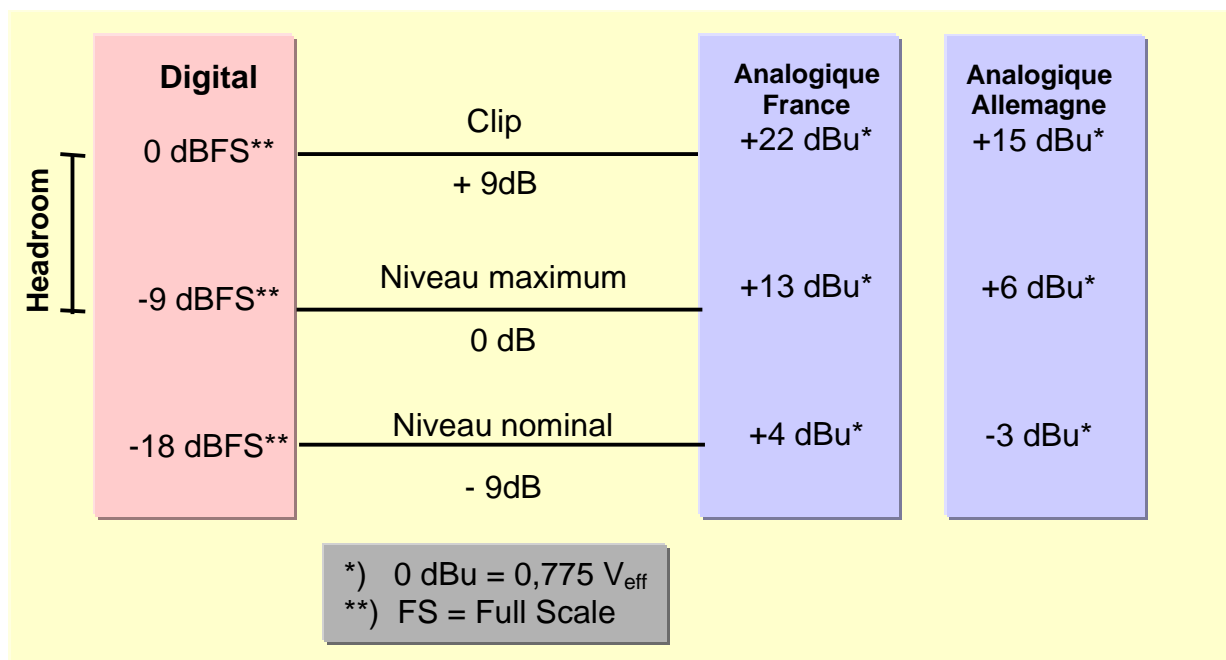 Digital
Analogique
France
Analogique
Allemagne
Clip
0 dBFS**
+22 dBu*
+15 dBu*
+ 9dB
Headroom
Niveau maximum
-9 dBFS**
+13 dBu*
+6 dBu*
0 dB
Niveau nominal
-18 dBFS**
+4 dBu*
-3 dBu*
- 9dB
*) 0 dBu = 0,775 Veff
**) FS = Full Scale